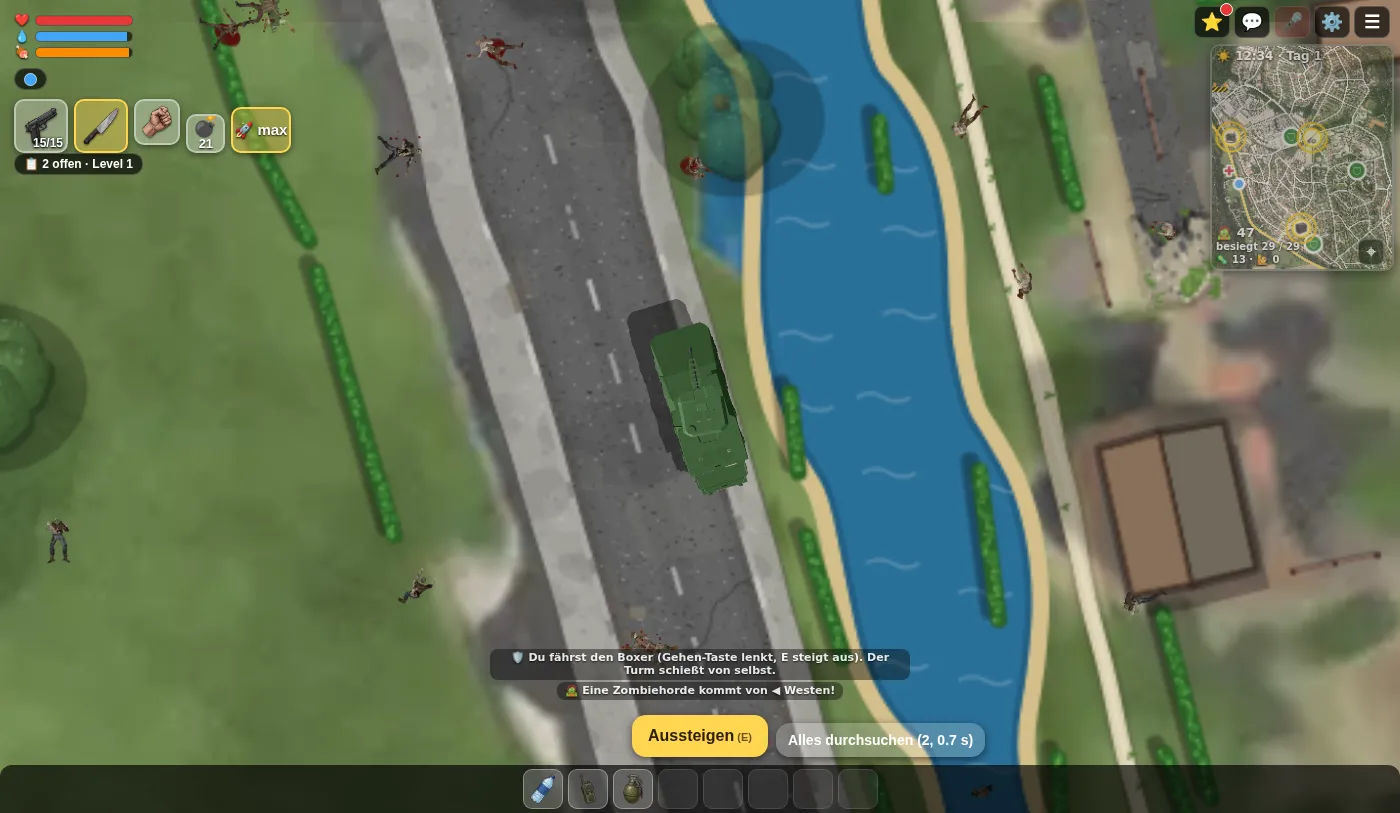 12:34 · Tag 1
15/15
21
max
2 offen · Level 1
47
besiegt 29 / 29
13 · 0
Du fährst den Boxer (Gehen-Taste lenkt, E steigt aus). Der
Turm schießt von selbst.
Eine Zombiehorde kommt von ◀ Westen!
Aussteigen (E)
Alles durchsuchen (2, 0.7 s)